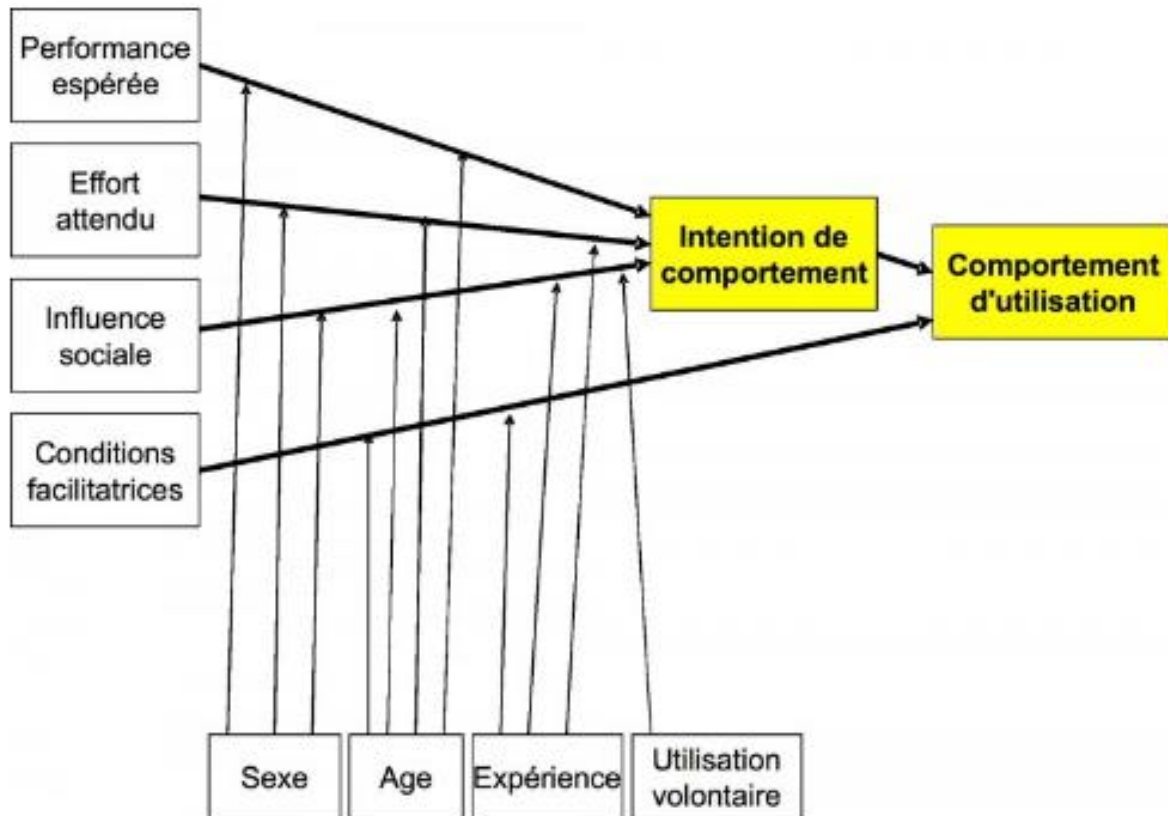 Performance
espérée
Effort
attendu
Influence
sociale
Conditions
facilitatrices
Intention de
comportement
Comportement
d'utilisation
Sexe
Age
Expérience
Utilisation
volontaire